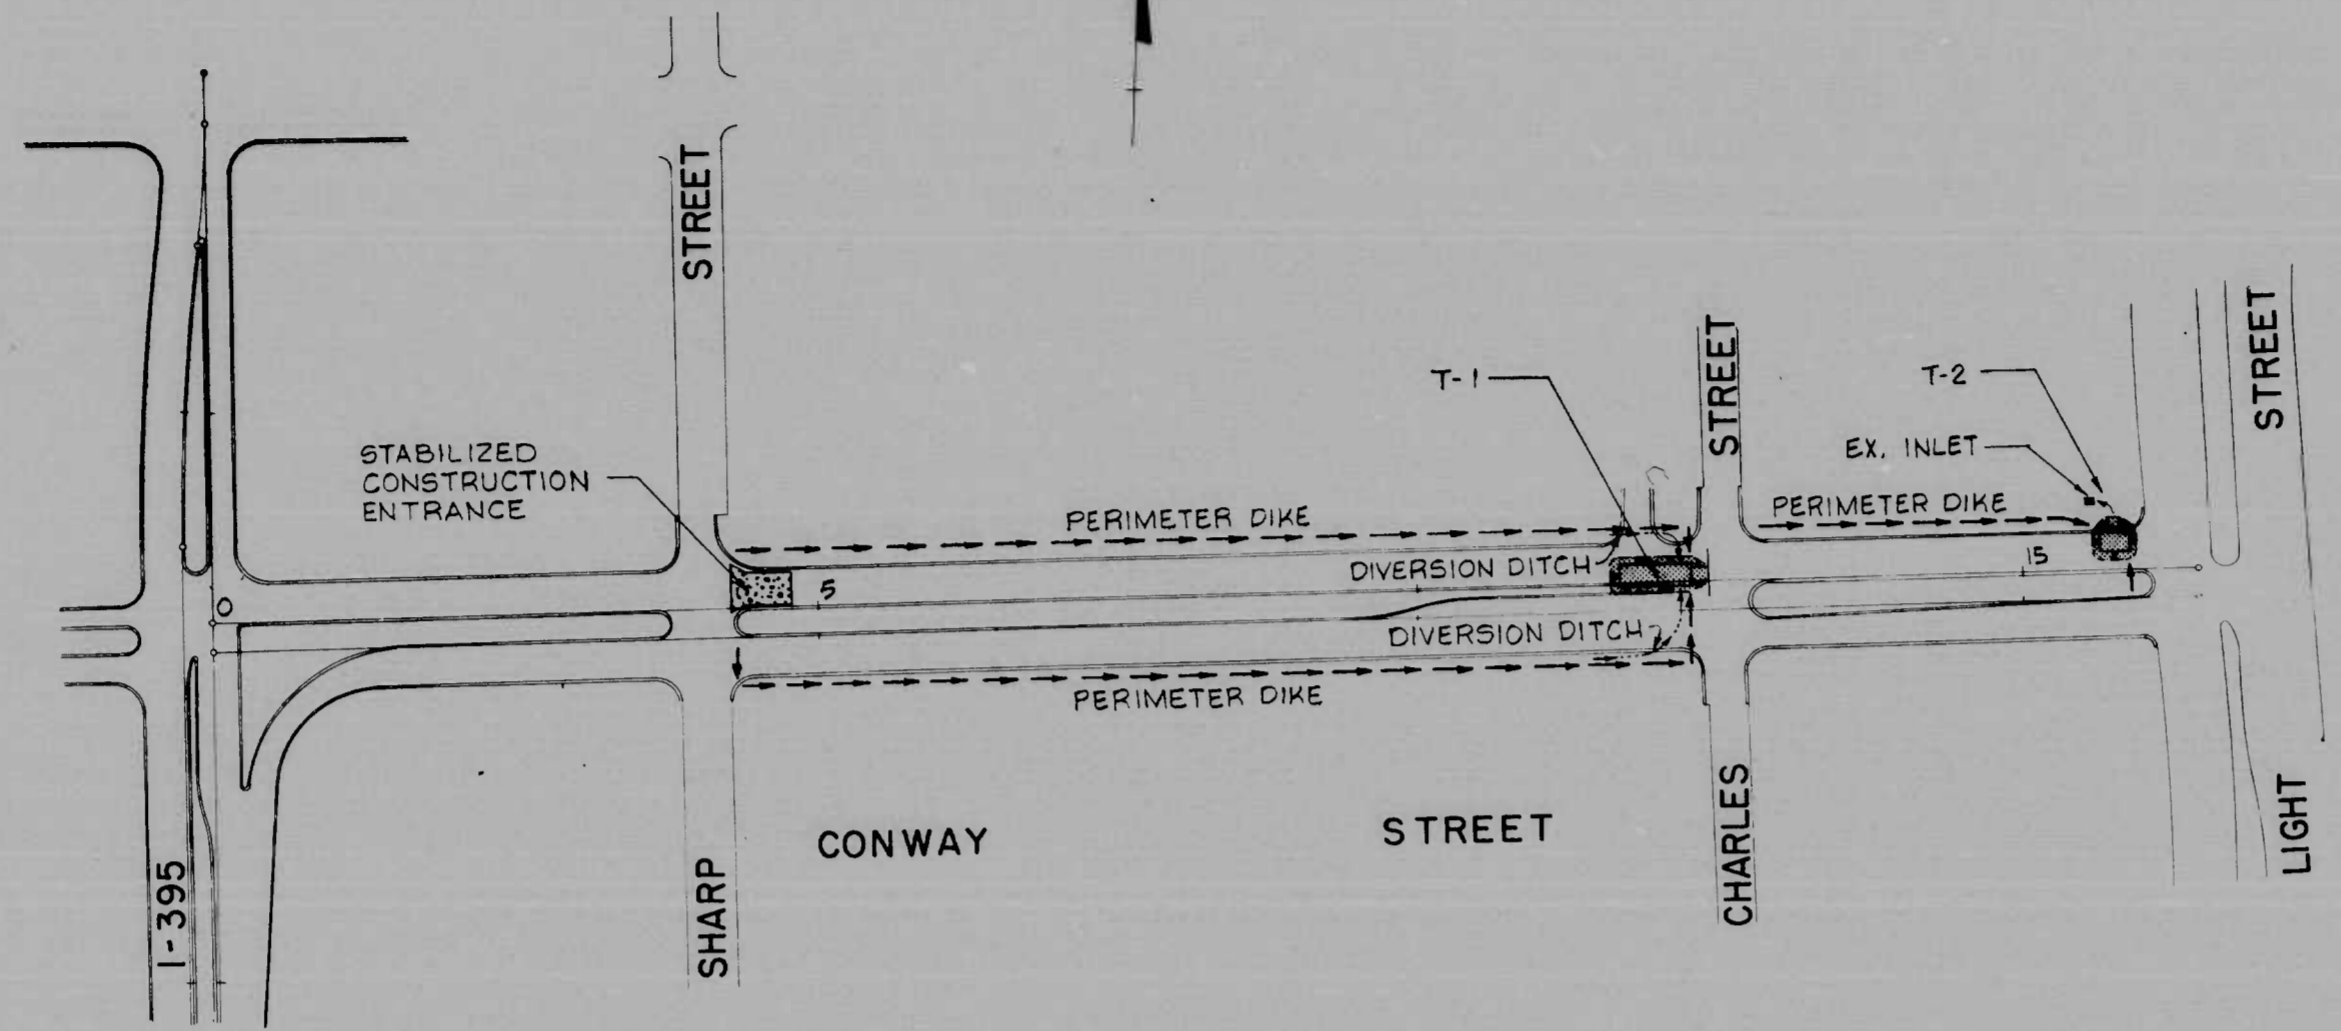 STREET
STREET
STREET
T-1
T-2
STABILIZED
CONSTRUCTION
ENTRANCE
EX. INLET
PERIMETER DIKE
PERIMETER DIKE
DIVERSION DITCH
15
5
0
DIVERSION DITCH
PERIMETER DIKE
CONWAY STREET
I-395
SHARP
CHARLES
LIGHT